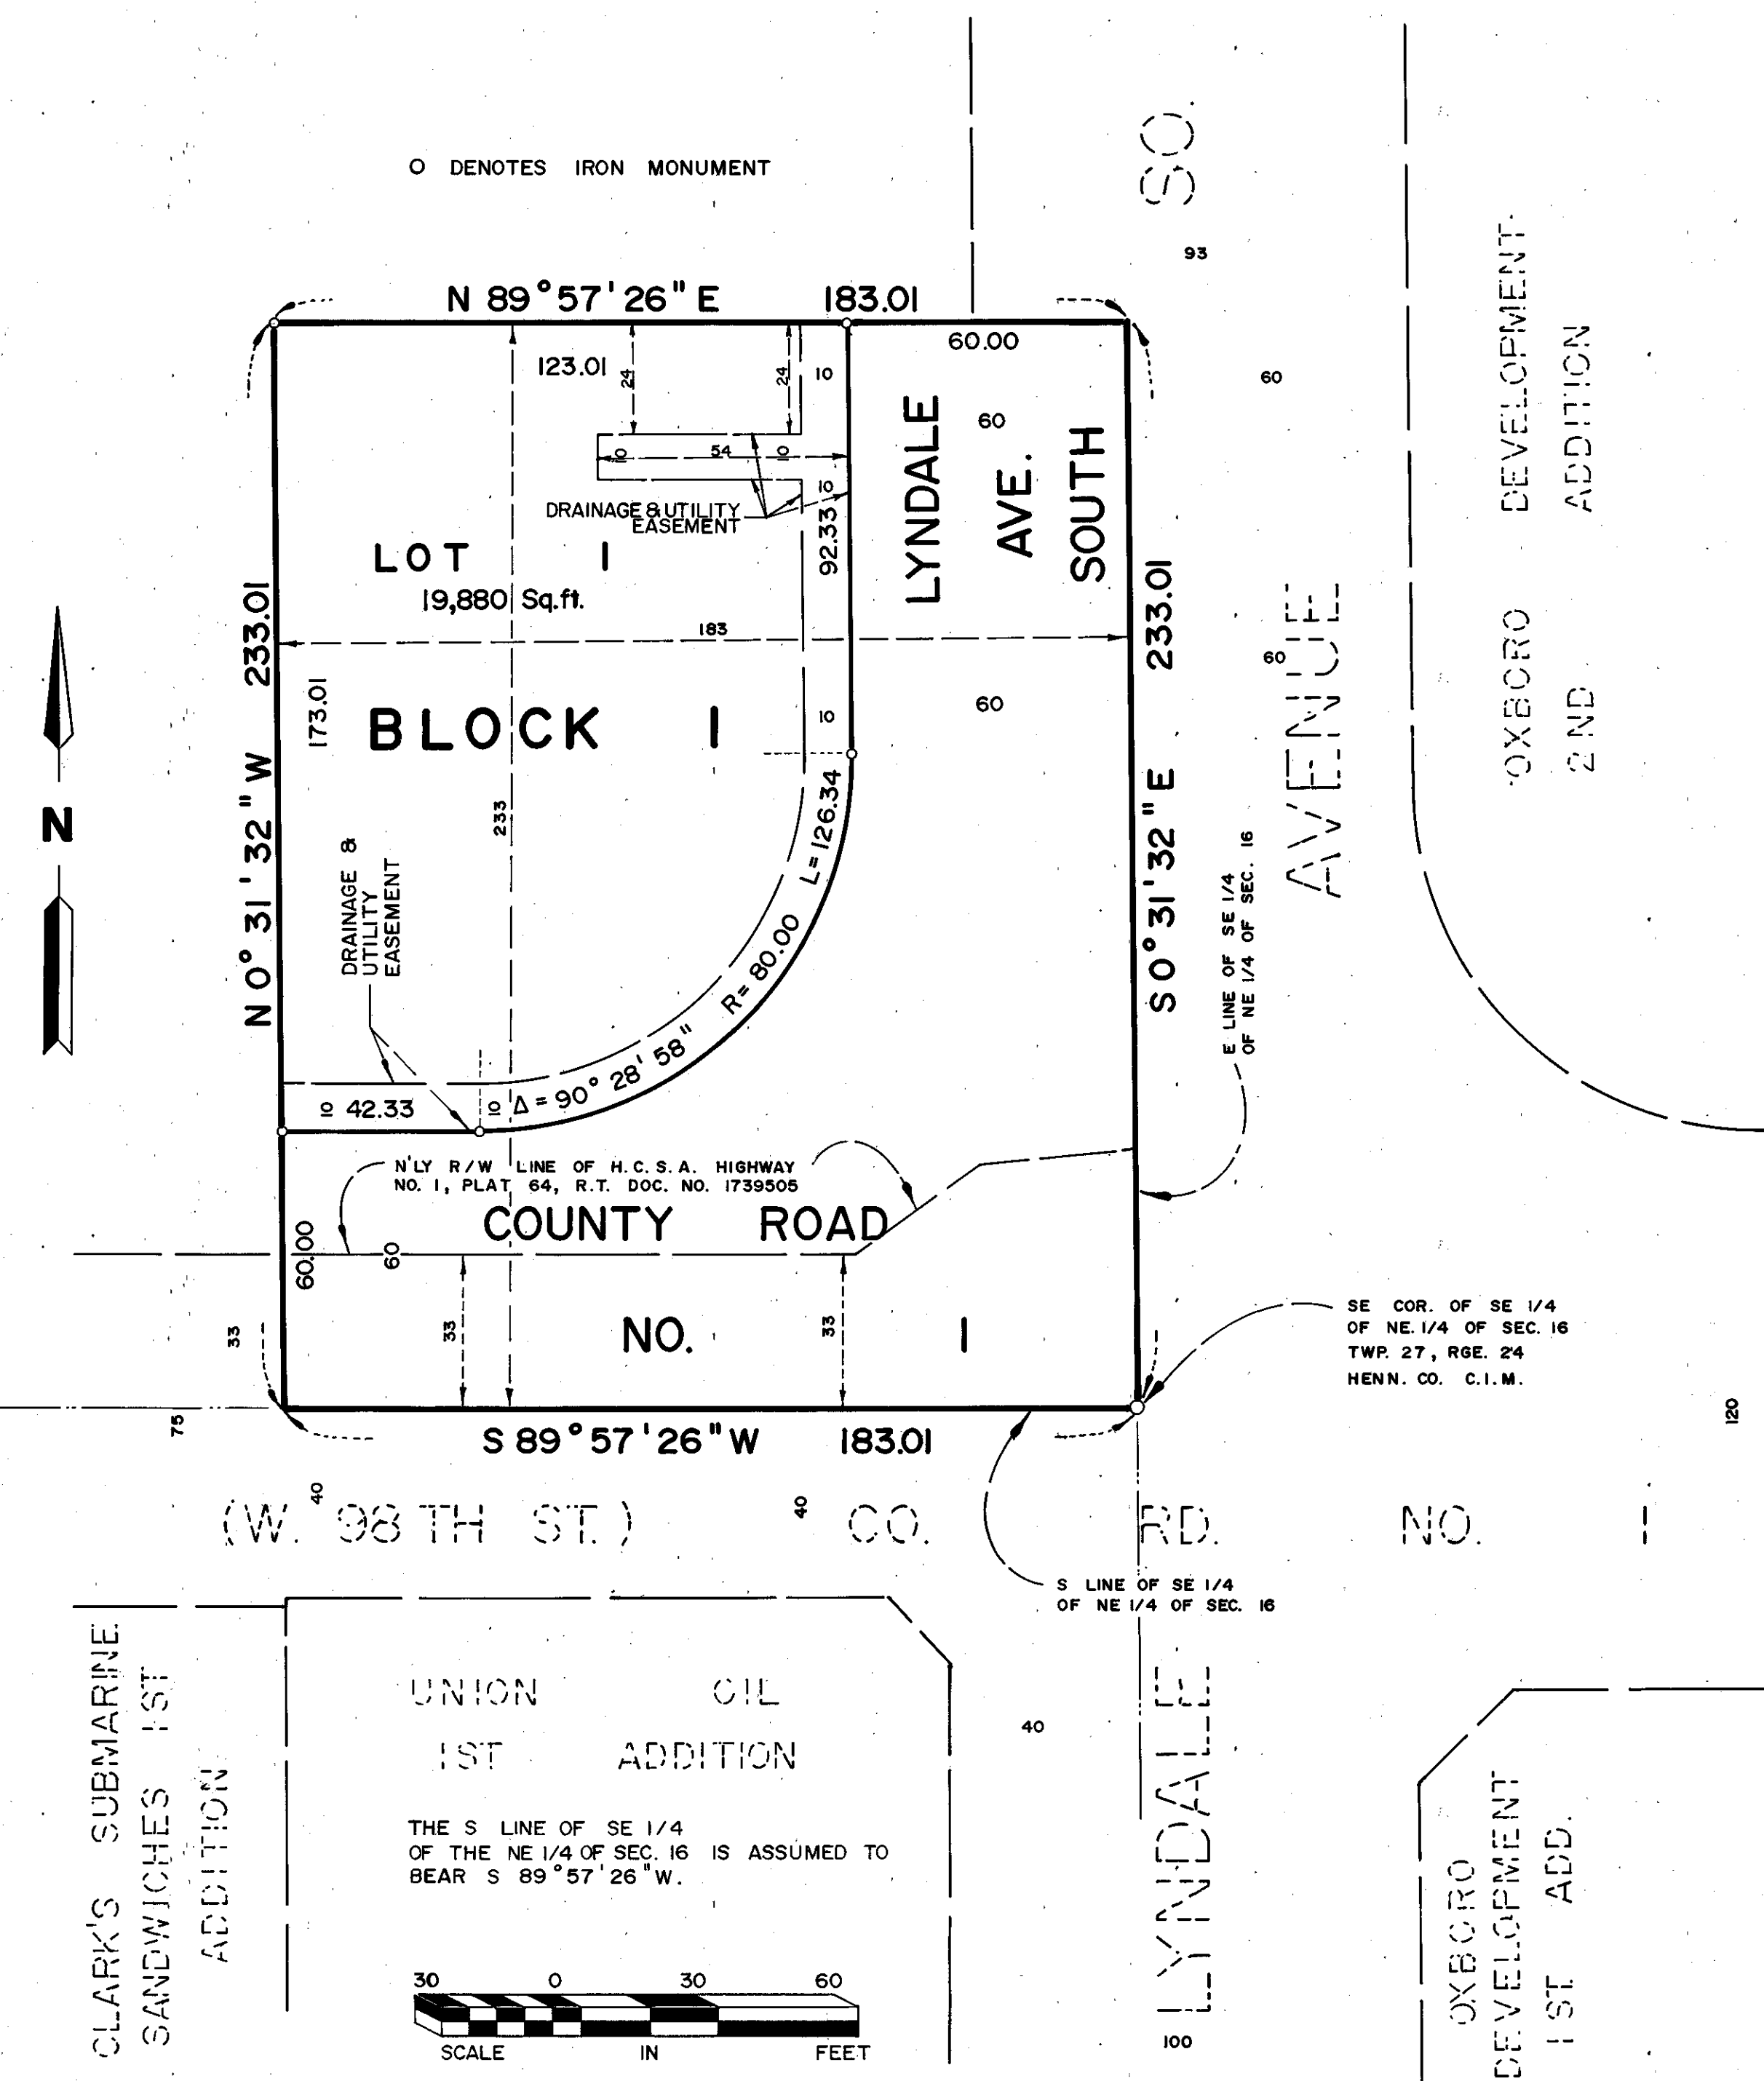 SO.
O DENOTES IRON MONUMENT
93
N 89°57'26" E 183.01
60.00
123.01
24
24
10
60
60
10
54
10
10
DRAINAGE & UTILITY
EASEMENT
92.33
LYNDALE
AVE.
SOUTH
DEVELOPMENT
ADDITION
OXBORO
2 ND
LOT 1
19,880 Sq.ft.
183
60
N 0°31'32" W 233.01
173.01
S 0°31'32" E 233.01
BLOCK 1
10
60
233
N
AVENUE
DRAINAGE &
UTILITY
EASEMENT
Δ = 90° 28' 58" R = 80.00 L = 126.34
E LINE OF SE 1/4
OF NE 1/4 OF SEC. 16
10 42.33
10
N'LY R/W LINE OF H.C.S.A. HIGHWAY
NO. 1, PLAT 64, R.T. DOC. NO. 1739505
COUNTY ROAD
60.00
60
33
33
33
NO. 1
SE COR. OF SE 1/4
OF NE. 1/4 OF SEC. 16
TWP. 27, RGE. 24
HENN. CO. C.I.M.
75
120
S 89°57'26" W 183.01
40
40
(W. 98TH ST.) CO. RD. NO. 1
S LINE OF SE 1/4
OF NE 1/4 OF SEC. 16
CLARK'S SUBMARINE
SANDWICHES 1ST
ADDITION
UNION OIL
1ST ADDITION
40
THE S LINE OF SE 1/4
OF THE NE 1/4 OF SEC. 16 IS ASSUMED TO
BEAR S 89°57'26" W.
LYNDALE
OXBORO
DEVELOPMENT
1ST. ADD.
30 0 30 60
SCALE IN FEET
100